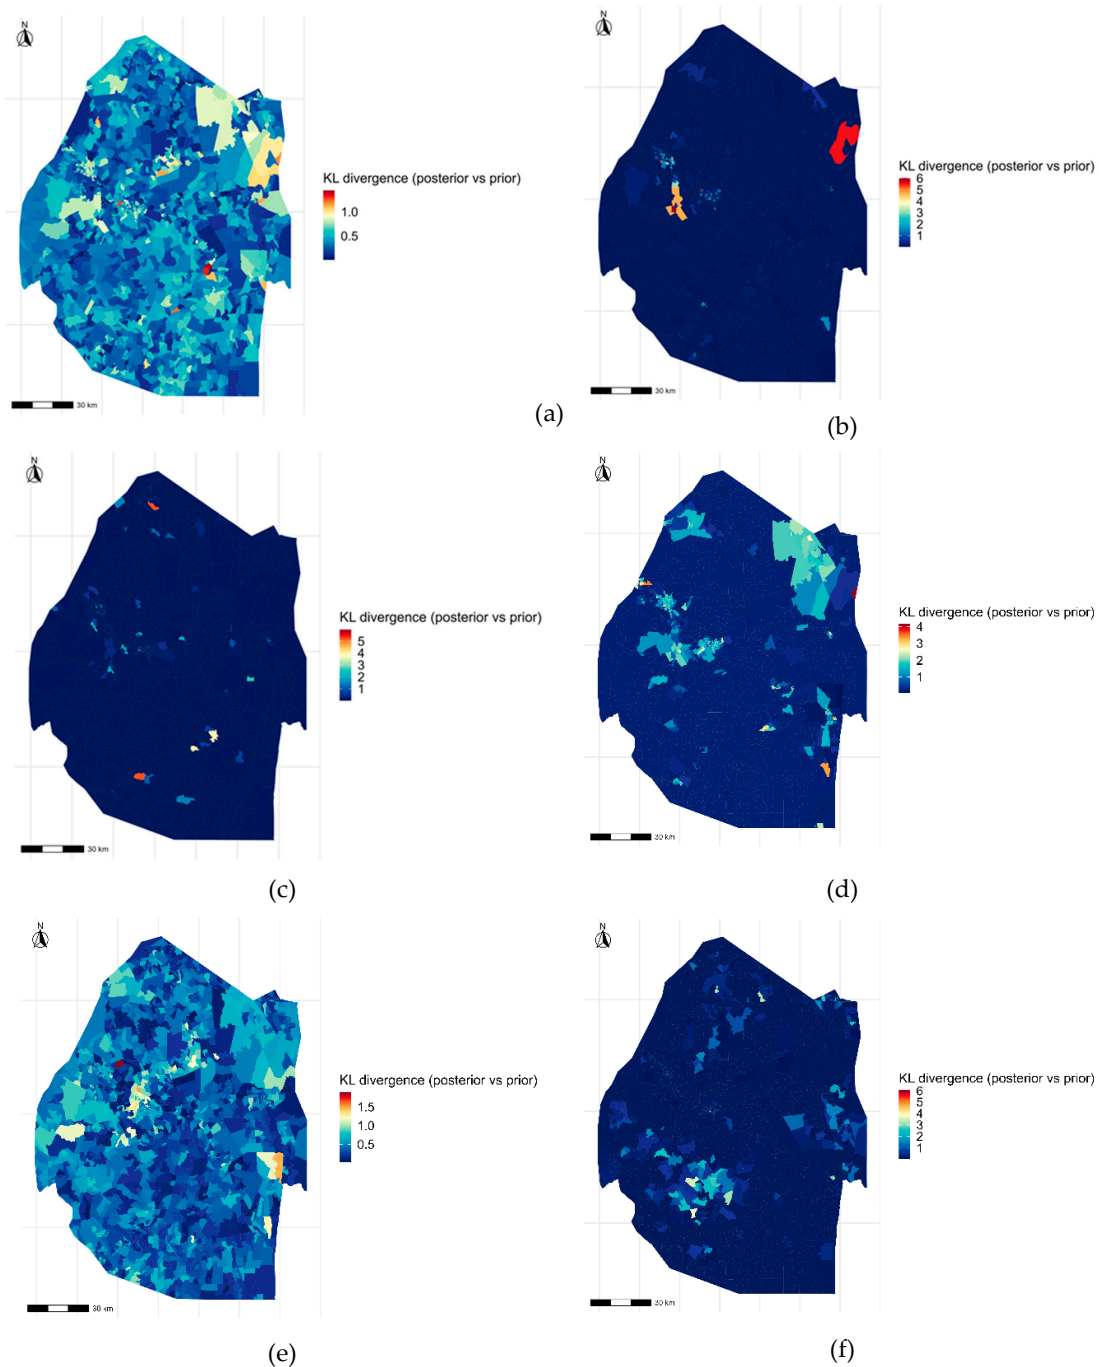 N
KL divergence (posterior vs prior)
1.0
0.5
30 km
(a)
N
KL divergence (posterior vs prior)
6
5
4
3
2
1
30 km
(b)
N
KL divergence (posterior vs prior)
5
4
3
2
1
30 km
(c)
N
KL divergence (posterior vs prior)
4
3
2
1
30 km
(d)
N
KL divergence (posterior vs prior)
1.5
1.0
0.5
30 km
(e)
N
KL divergence (posterior vs prior)
6
5
4
3
2
1
30 km
(f)